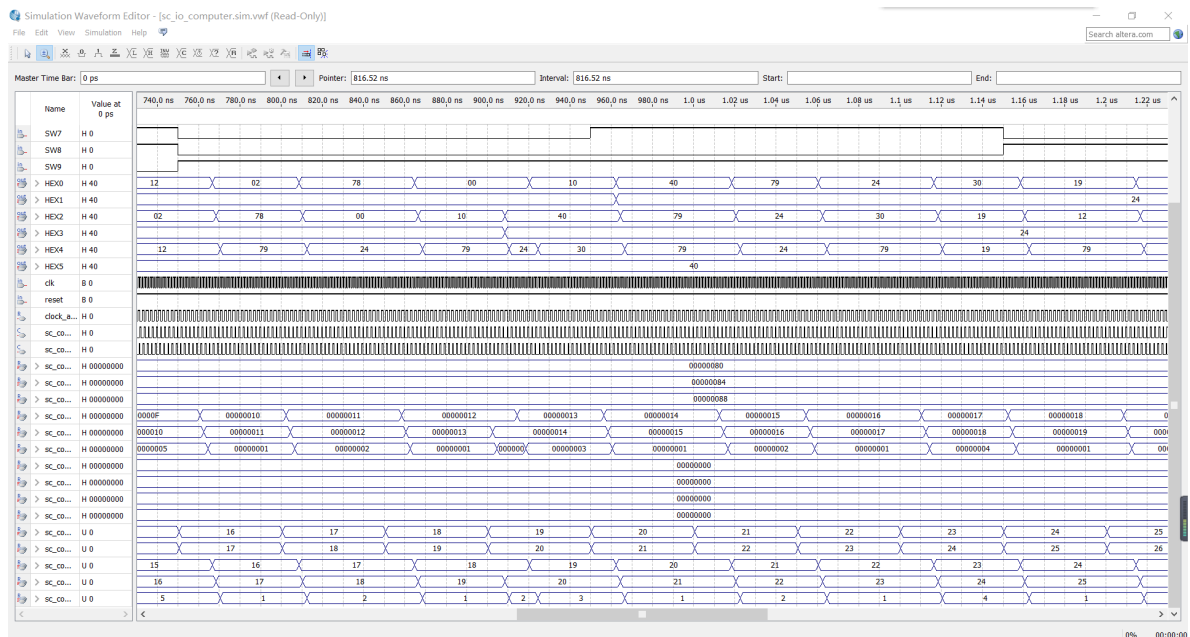 Simulation Waveform Editor - [sc_io_computer.sim.vwf (Read-Only)]
File Edit View Simulation Help
Search altera.com
Master Time Bar: 0 ps Pointer: 816.52 ns Interval: 816.52 ns Start: End:
Name Value at 0 ps 740.0 ns 760.0 ns 780.0 ns 800.0 ns 820.0 ns 840.0 ns 860.0 ns 880.0 ns 900.0 ns 920.0 ns 940.0 ns 960.0 ns 980.0 ns 1.0 us 1.02 us 1.04 us 1.06 us 1.08 us 1.1 us 1.12 us 1.14 us 1.16 us 1.18 us 1.2 us 1.22 us
SW7 H 0
SW8 H 0
SW9 H 0
HEX0 H 40 12 02 78 00 10 40 79 24 30 19
HEX1 H 40 24
HEX2 H 40 02 78 00 10 40 79 24 30 19 12
HEX3 H 40 24
HEX4 H 40 12 79 24 79 24 30 79 24 79 19 79
HEX5 H 40 40
clk B 0
reset B 0
clock_a... H 0
sc_co... H 0
sc_co... H 0
sc_co... H 00000000 00000080
sc_co... H 00000000 00000084
sc_co... H 00000000 00000088
sc_co... H 00000000 0000000F 00000010 00000011 00000012 00000013 00000014 00000015 00000016 00000017 00000018 0
sc_co... H 00000000 000010 00000011 00000012 00000013 00000014 00000015 00000016 00000017 00000018 00000019 000
sc_co... H 00000000 0000005 00000001 00000002 00000001 000000 00000003 00000001 00000002 00000001 00000004 00000001 00
sc_co... H 00000000 00000000
sc_co... H 00000000 00000000
sc_co... H 00000000 00000000
sc_co... H 00000000 00000000
sc_co... U 0 16 17 18 19 20 21 22 23 24 25
sc_co... U 0 17 18 19 20 21 22 23 24 25 26
sc_co... U 0 15 16 17 18 19 20 21 22 23 24
sc_co... U 0 16 17 18 19 20 21 22 23 24 25
sc_co... U 0 5 1 2 1 2 3 1 2 1 4 1
0% 00:00:00